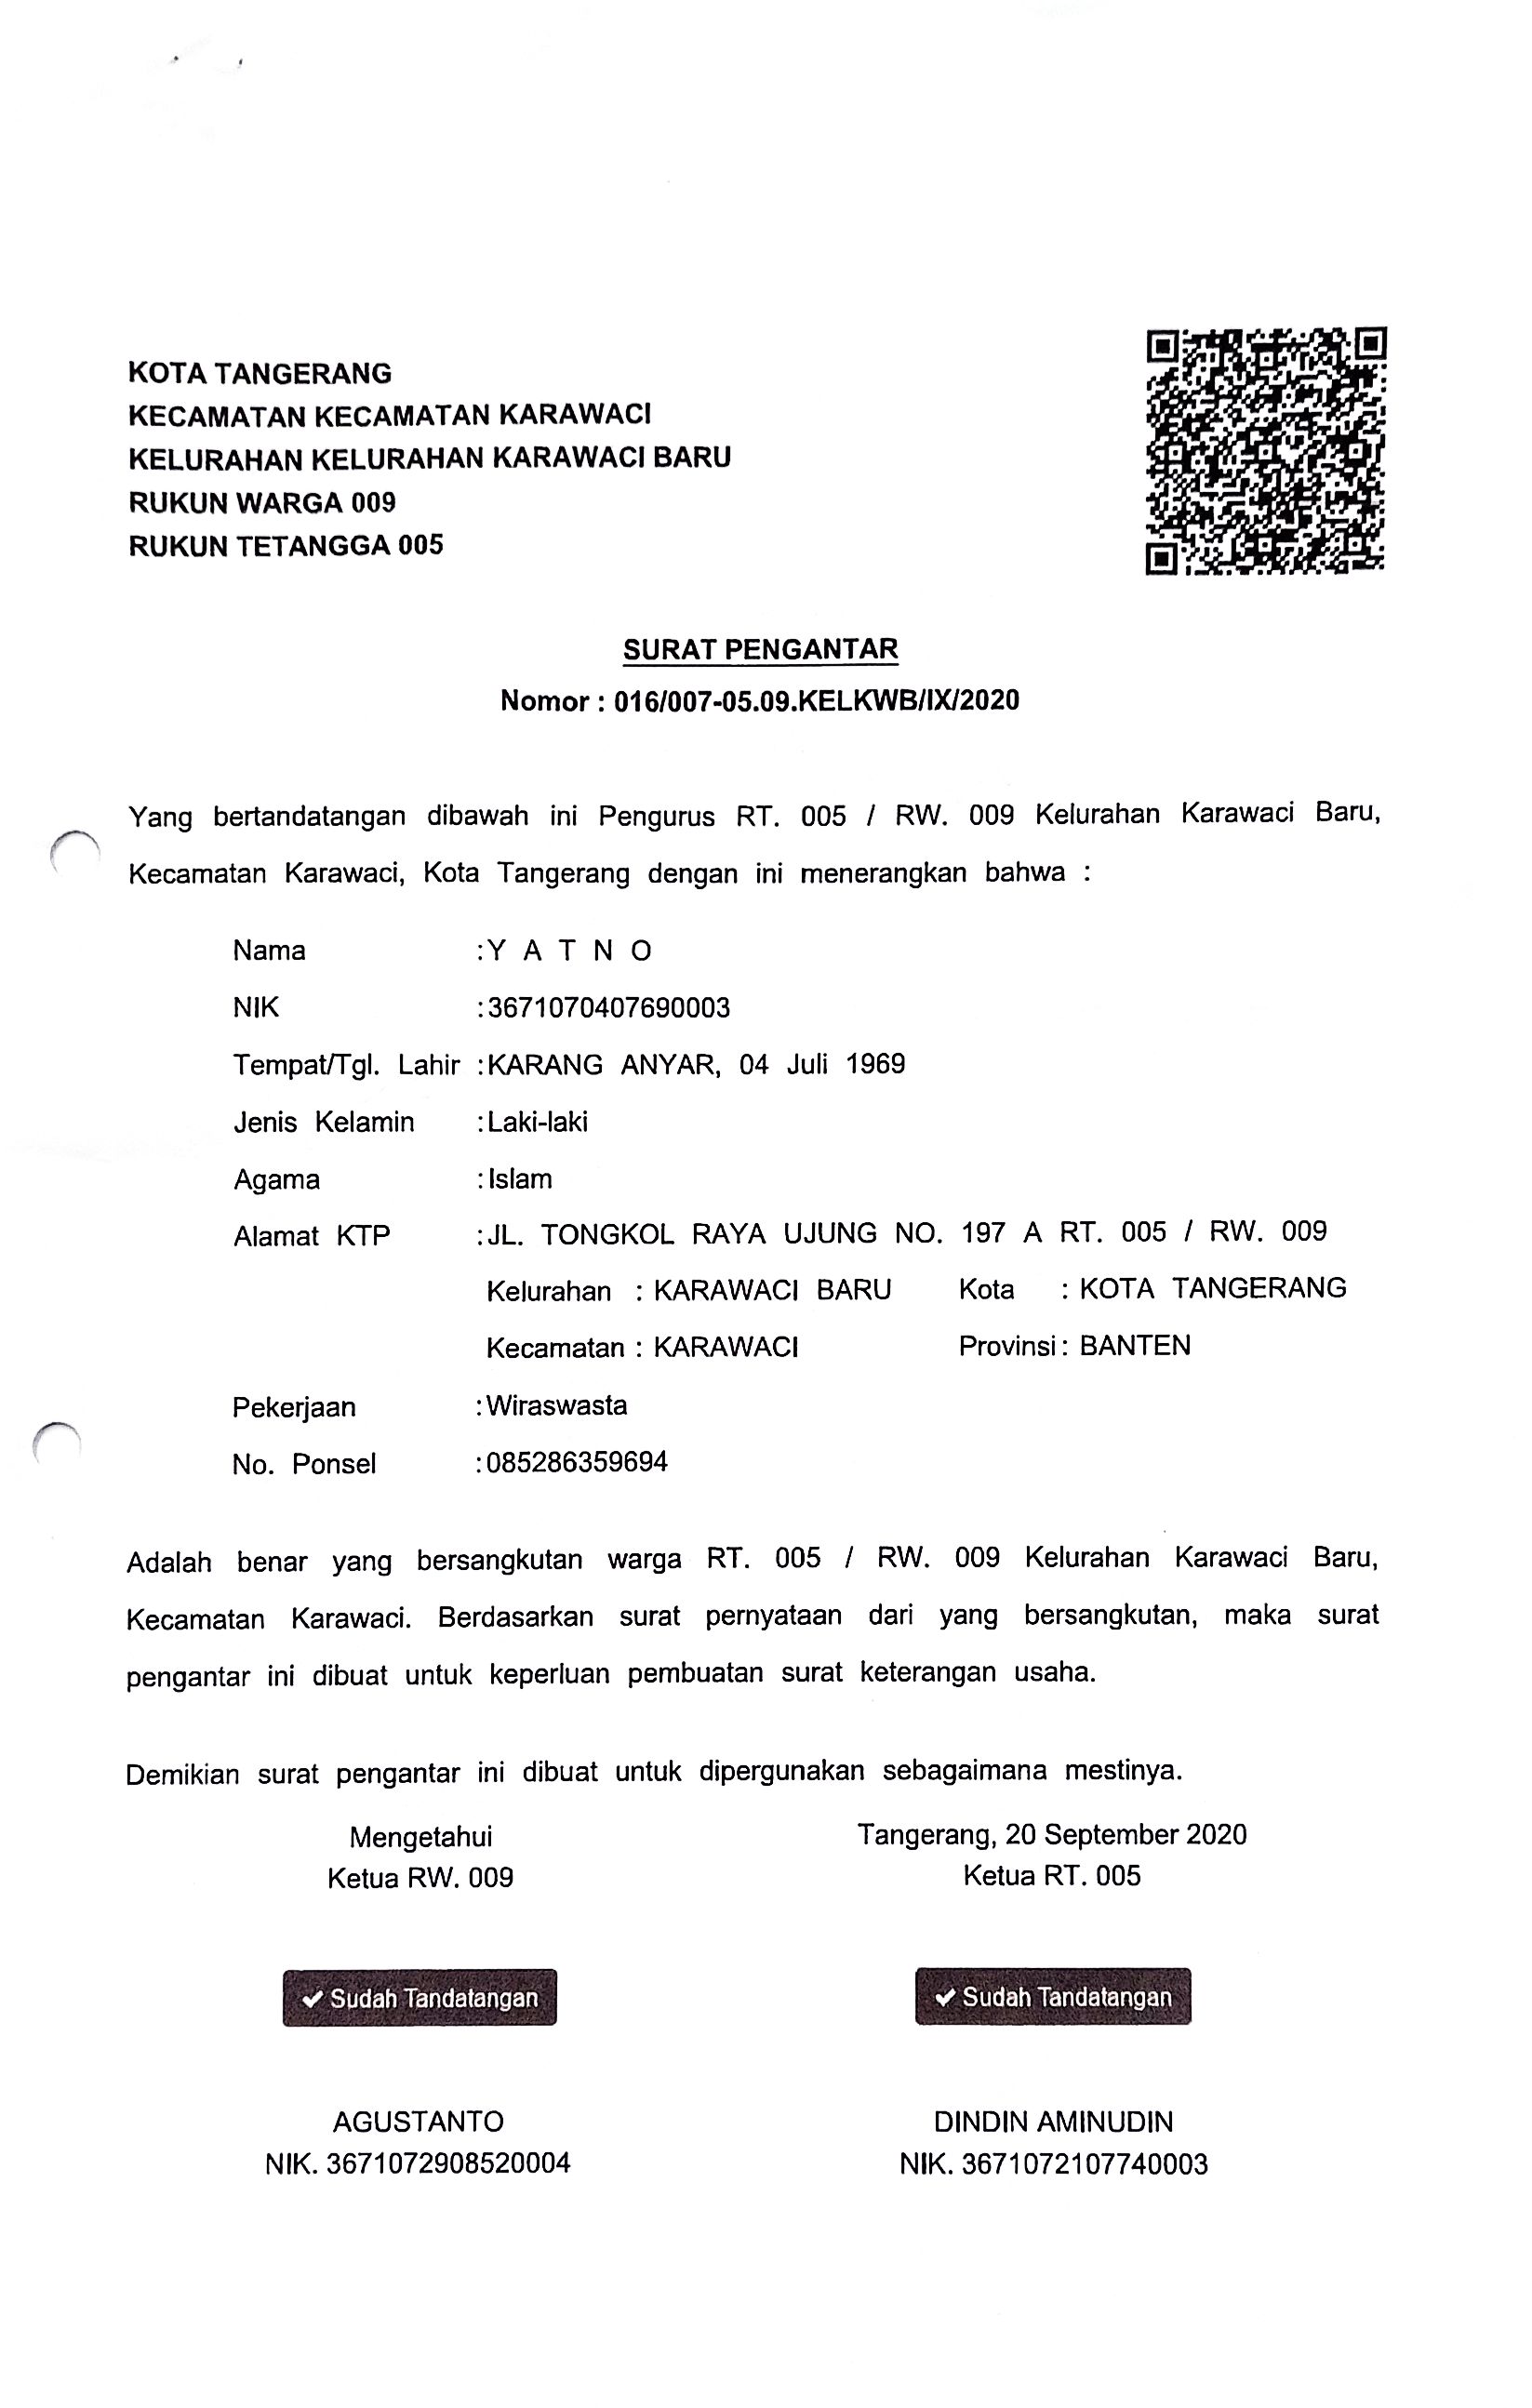 KOTA TANGERANG
KECAMATAN KECAMATAN KARAWACI
KELURAHAN KELURAHAN KARAWACI BARU
RUKUN WARGA 009
RUKUN TETANGGA 005
SURAT PENGANTAR
Nomor : 016/007-05.09.KELKWB/IX/2020
Yang bertandatangan dibawah ini Pengurus RT. 005 / RW. 009 Kelurahan Karawaci Baru,
Kecamatan Karawaci, Kota Tangerang dengan ini menerangkan bahwa :
Nama : Y A T N O
NIK : 3671070407690003
Tempat/Tgl. Lahir : KARANG ANYAR, 04 Juli 1969
Jenis Kelamin : Laki-laki
Agama : Islam
Alamat KTP : JL. TONGKOL RAYA UJUNG NO. 197 A RT. 005 / RW. 009
Kelurahan : KARAWACI BARU Kota : KOTA TANGERANG
Kecamatan : KARAWACI Provinsi : BANTEN
Pekerjaan : Wiraswasta
No. Ponsel : 085286359694
Adalah benar yang bersangkutan warga RT. 005 / RW. 009 Kelurahan Karawaci Baru,
Kecamatan Karawaci. Berdasarkan surat pernyataan dari yang bersangkutan, maka surat
pengantar ini dibuat untuk keperluan pembuatan surat keterangan usaha.
Demikian surat pengantar ini dibuat untuk dipergunakan sebagaimana mestinya.
Mengetahui Tangerang, 20 September 2020
Ketua RW. 009 Ketua RT. 005
✔ Sudah Tandatangan ✔ Sudah Tandatangan
AGUSTANTO DINDIN AMINUDIN
NIK. 3671072908520004 NIK. 3671072107740003